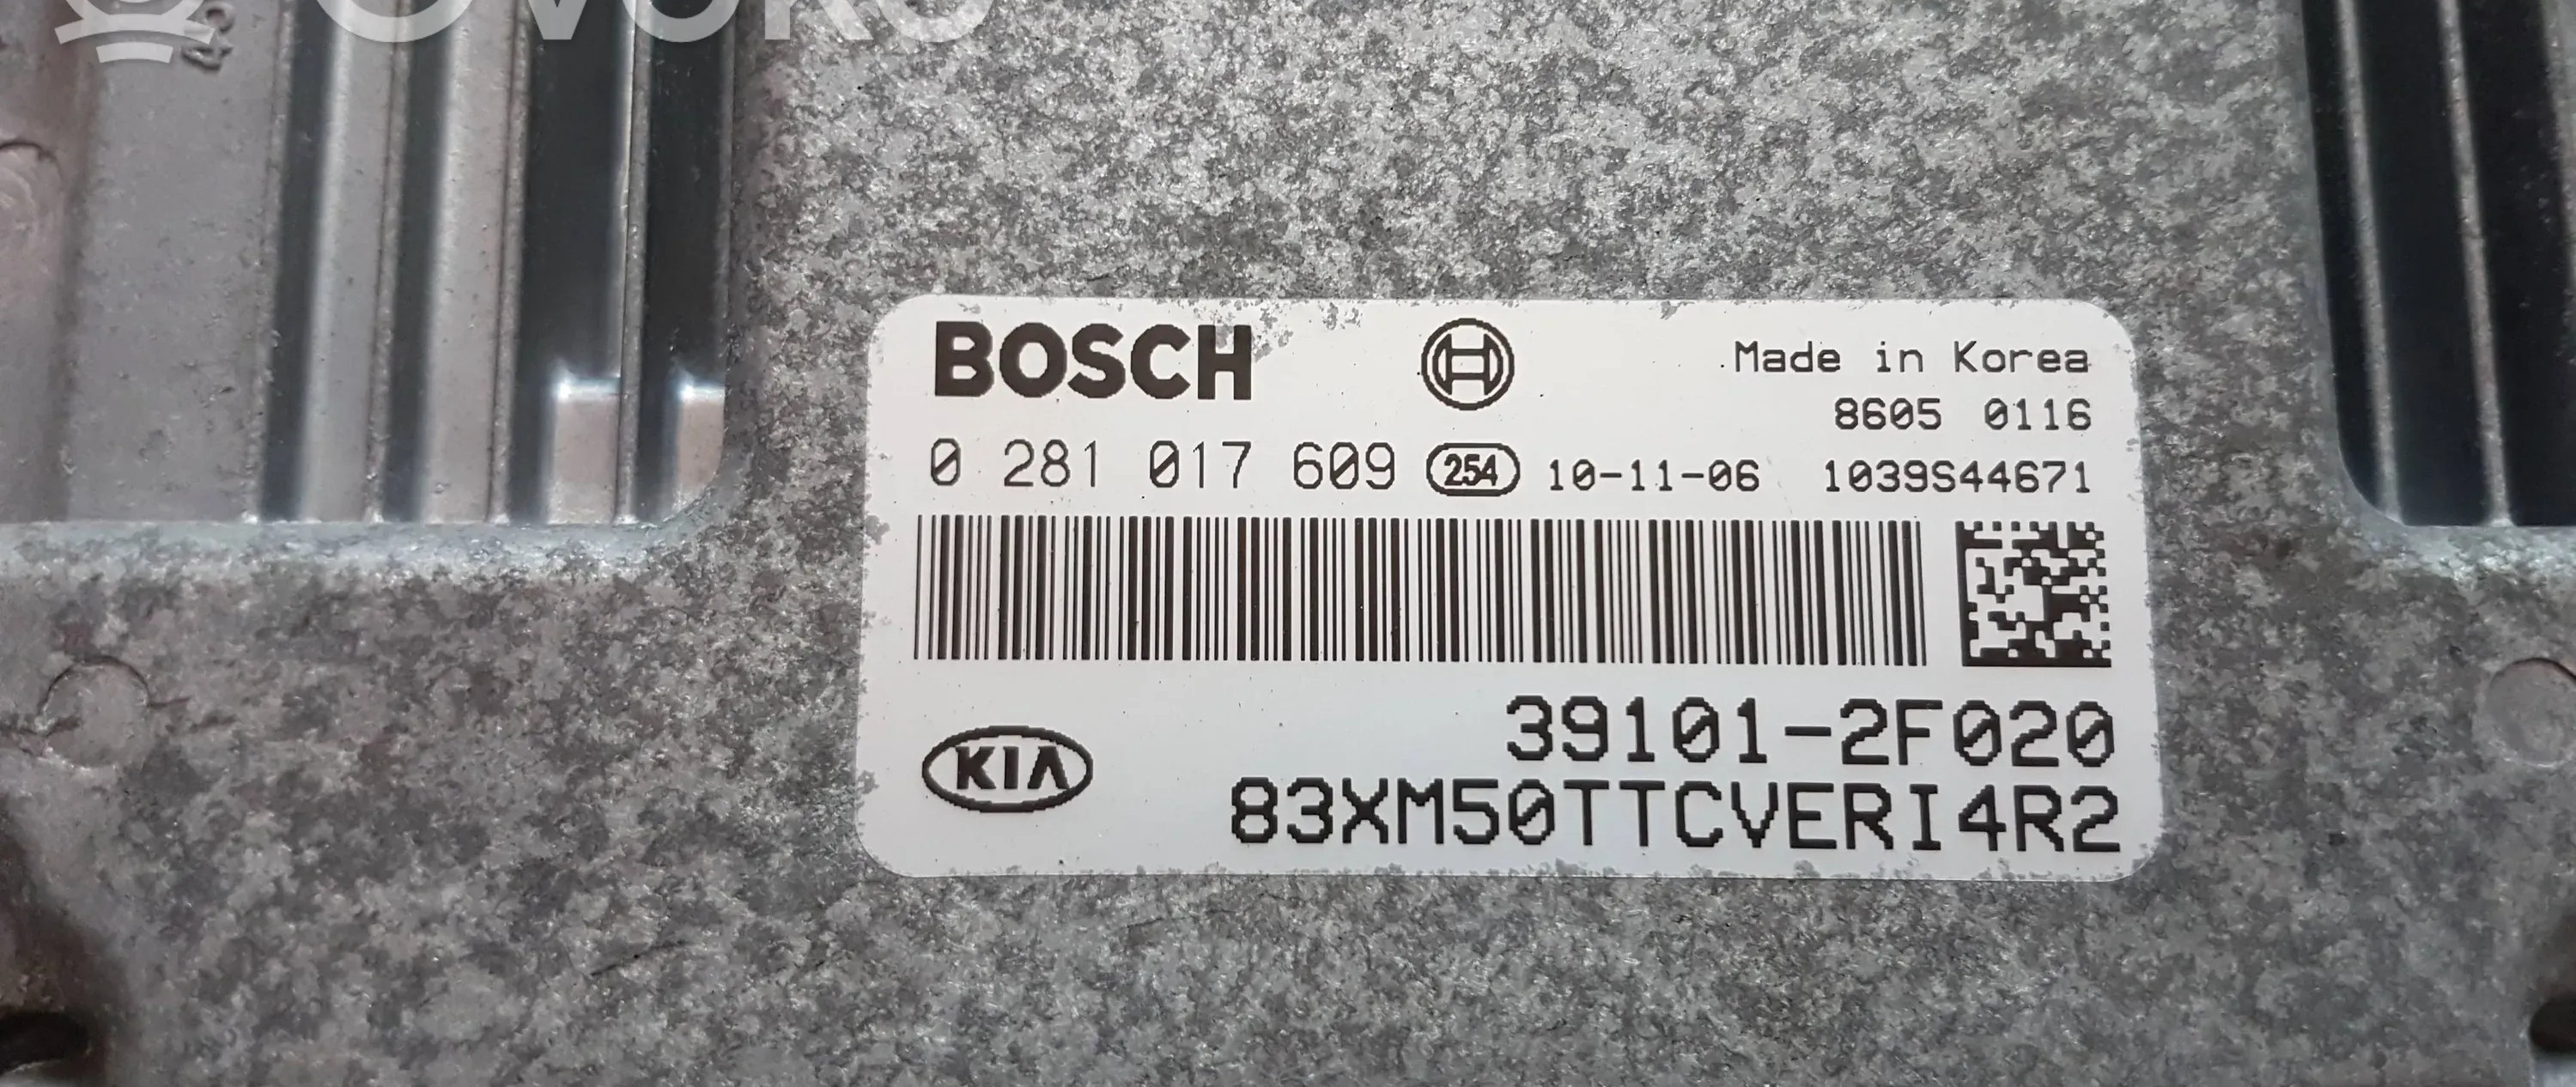 BOSCH
Made in Korea
8605 0116
0 281 017 609 254 10-11-06 1039S44671
KIA
39101-2F020
83XM50TTCVERI4R2